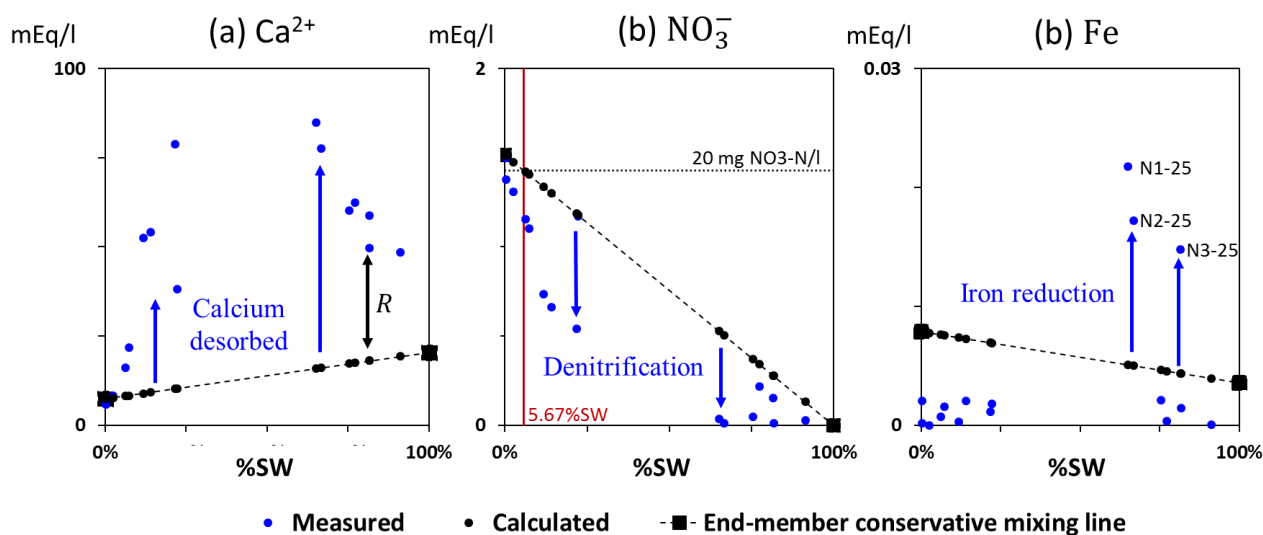 mEq/l
(a) Ca²⁺
100
Calcium
desorbed
R
0
0%
100%
%SW
mEq/l
(b) NO₃⁻
2
20 mg NO3-N/l
Denitrification
5.67%SW
0
0%
100%
%SW
mEq/l
(b) Fe
0.03
N1-25
N2-25
N3-25
Iron reduction
0
0%
100%
%SW
Measured
Calculated
End-member conservative mixing line